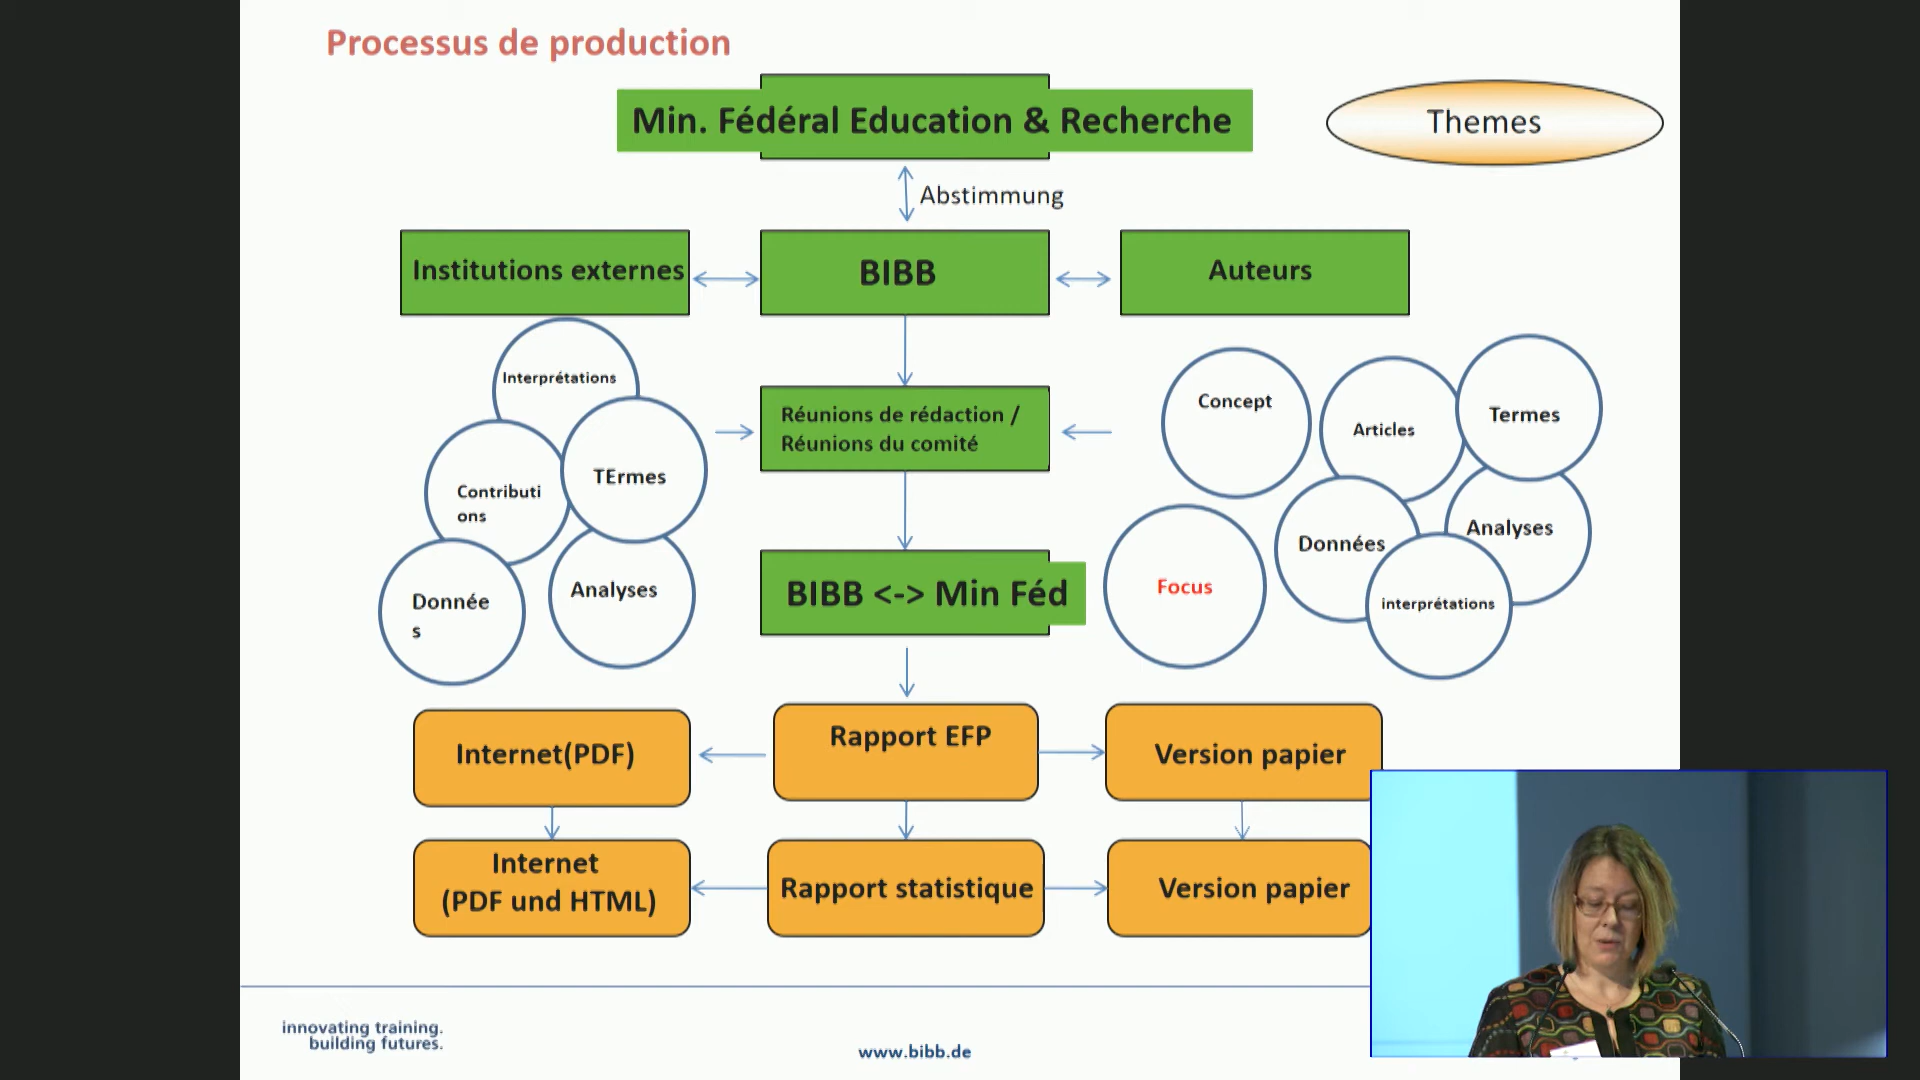 Processus de production
Min. Fédéral Education & Recherche
Themes
Abstimmung
Institutions externes
BIBB
Auteurs
Interprétations
Contributi
ons
TErmes
Donnée
s
Analyses
Réunions de rédaction /
Réunions du comité
Concept
Articles
Termes
Données
Analyses
interprétations
Focus
BIBB <-> Min Féd
Internet(PDF)
Rapport EFP
Version papier
Internet
(PDF und HTML)
Rapport statistique
Version papier
innovating training.
building futures.
www.bibb.de